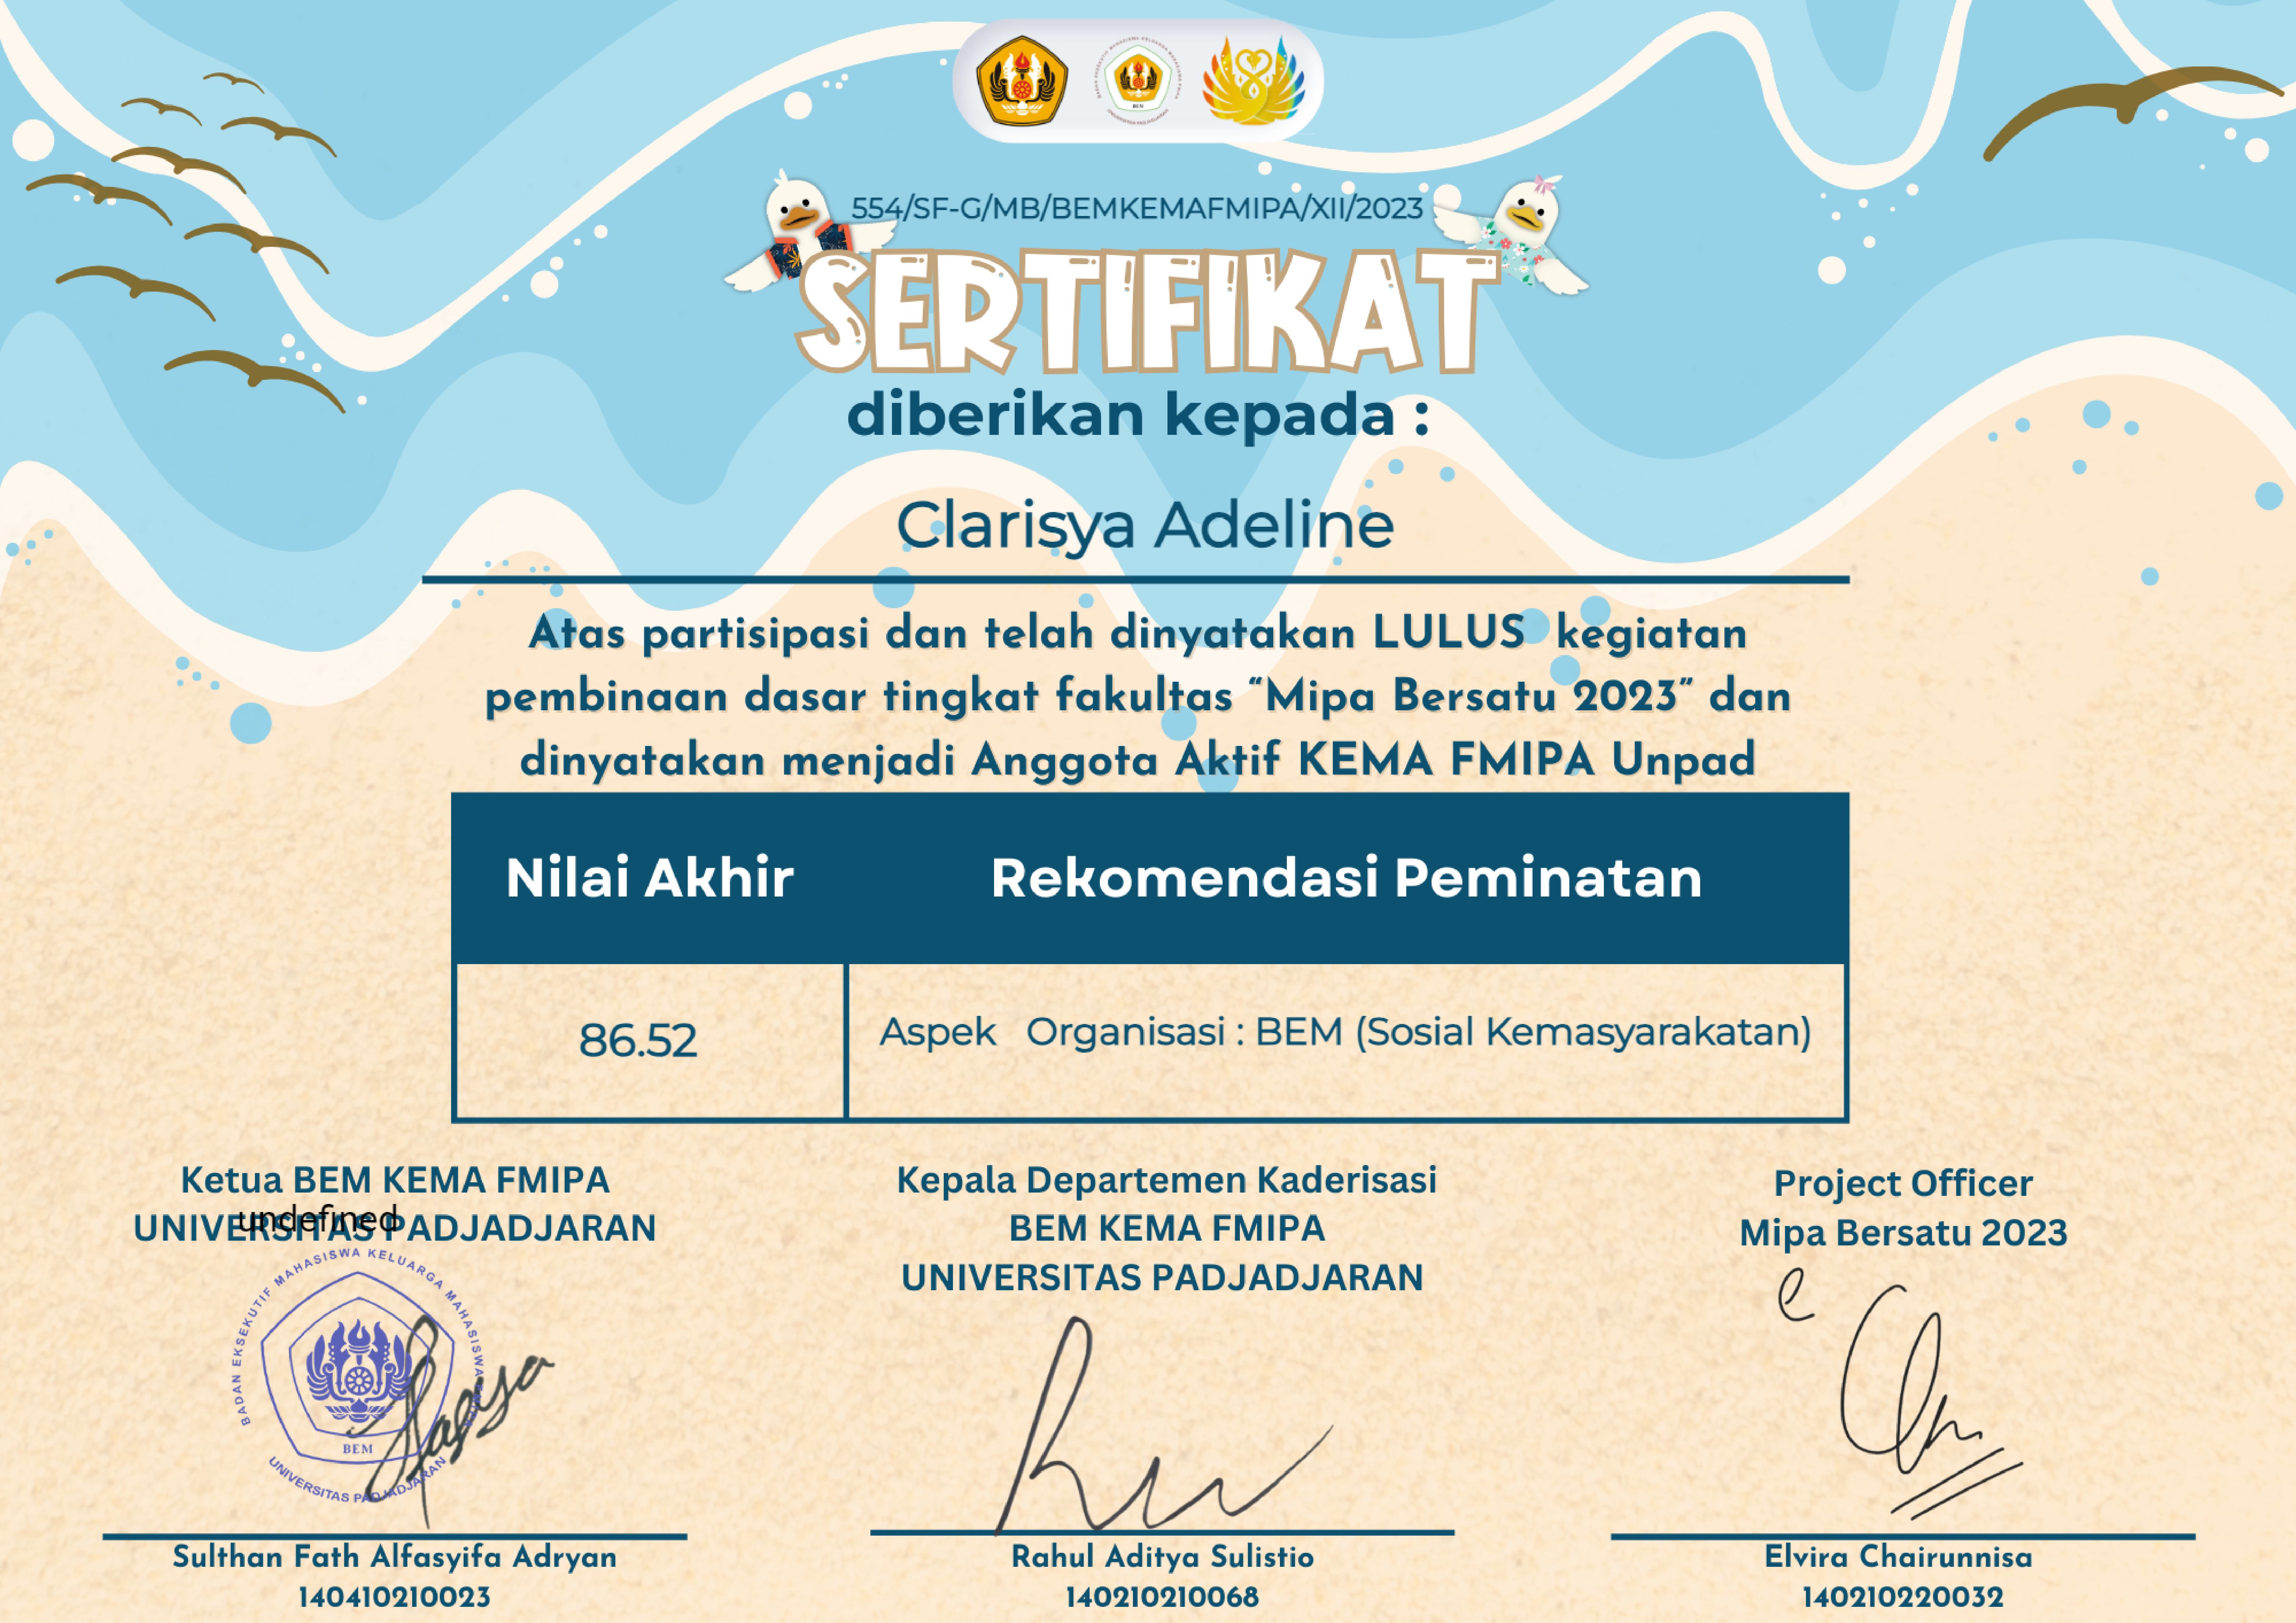 554/SF-G/MB/BEMKEMAFMIPA/XII/2023
SERTIFIKAT
diberikan kepada :
Clarisya Adeline
Atas partisipasi dan telah dinyatakan LULUS kegiatan
pembinaan dasar tingkat fakultas “Mipa Bersatu 2023” dan
dinyatakan menjadi Anggota Aktif KEMA FMIPA Unpad
Nilai Akhir
Rekomendasi Peminatan
86.52
Aspek Organisasi : BEM (Sosial Kemasyarakatan)
Ketua BEM KEMA FMIPA
UNIVERSITAS PADJADJARAN
undefined
BADAN EKSEKUTIF MAHASISWA KELUARGA MAHASISWA
BEM
UNIVERSITAS PADJADJARAN
Sulthan Fath Alfasyifa Adryan
140410210023
Kepala Departemen Kaderisasi
BEM KEMA FMIPA
UNIVERSITAS PADJADJARAN
Rahul Aditya Sulistio
140210210068
Project Officer
Mipa Bersatu 2023
Elvira Chairunnisa
140210220032